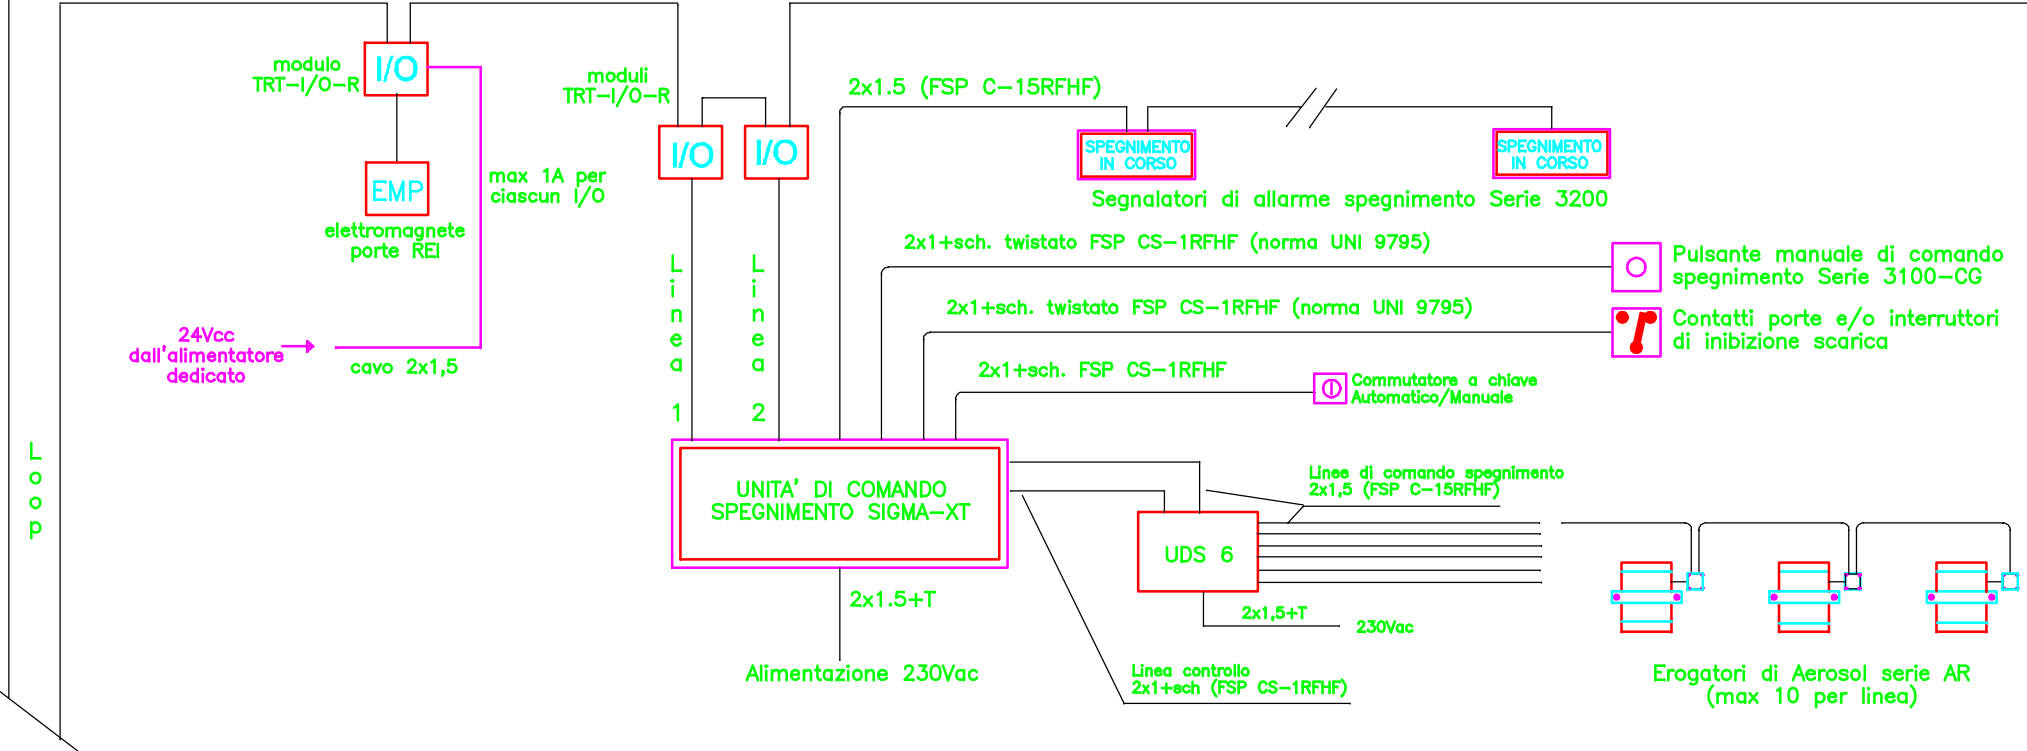 modulo
TRT-I/O-R
I/O
moduli
TRT-I/O-R
I/O
I/O
EMP
elettromagnete
porte REI
max 1A per
ciascun I/O
24Vcc
dall'alimentatore
dedicato
cavo 2x1,5
Loop
Linea 1
Linea 2
2x1.5 (FSP C-15RFHF)
SPEGNIMENTO
IN CORSO
SPEGNIMENTO
IN CORSO
Segnalatori di allarme spegnimento Serie 3200
2x1+sch. twistato FSP CS-1RFHF (norma UNI 9795)
Pulsante manuale di comando
spegnimento Serie 3100-CG
2x1+sch. twistato FSP CS-1RFHF (norma UNI 9795)
Contatti porte e/o interruttori
di inibizione scarica
2x1+sch. FSP CS-1RFHF
Commutatore a chiave
Automatico/Manuale
UNITA' DI COMANDO
SPEGNIMENTO SIGMA-XT
Linee di comando spegnimento
2x1,5 (FSP C-15RFHF)
UDS 6
2x1.5+T
Alimentazione 230Vac
2x1,5+T
230Vac
Linea controllo
2x1+sch (FSP CS-1RFHF)
Erogatori di Aerosol serie AR
(max 10 per linea)